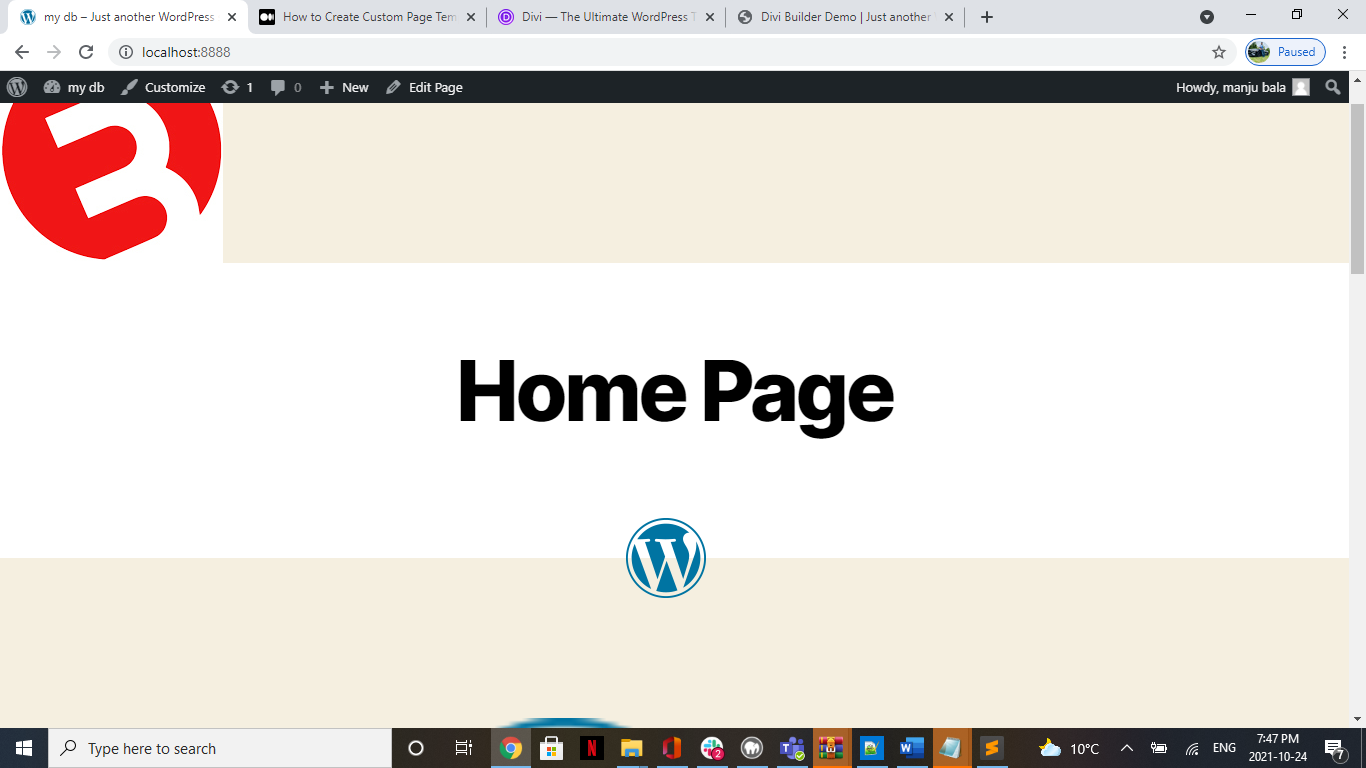 my db – Just another WordPress
How to Create Custom Page Tem
Divi — The Ultimate WordPress T
Divi Builder Demo | Just another
localhost:8888
Paused
my db
Customize
1
0
New
Edit Page
Howdy, manju bala
Home Page
Type here to search
2
10°C
ENG
7:47 PM
2021-10-24
7